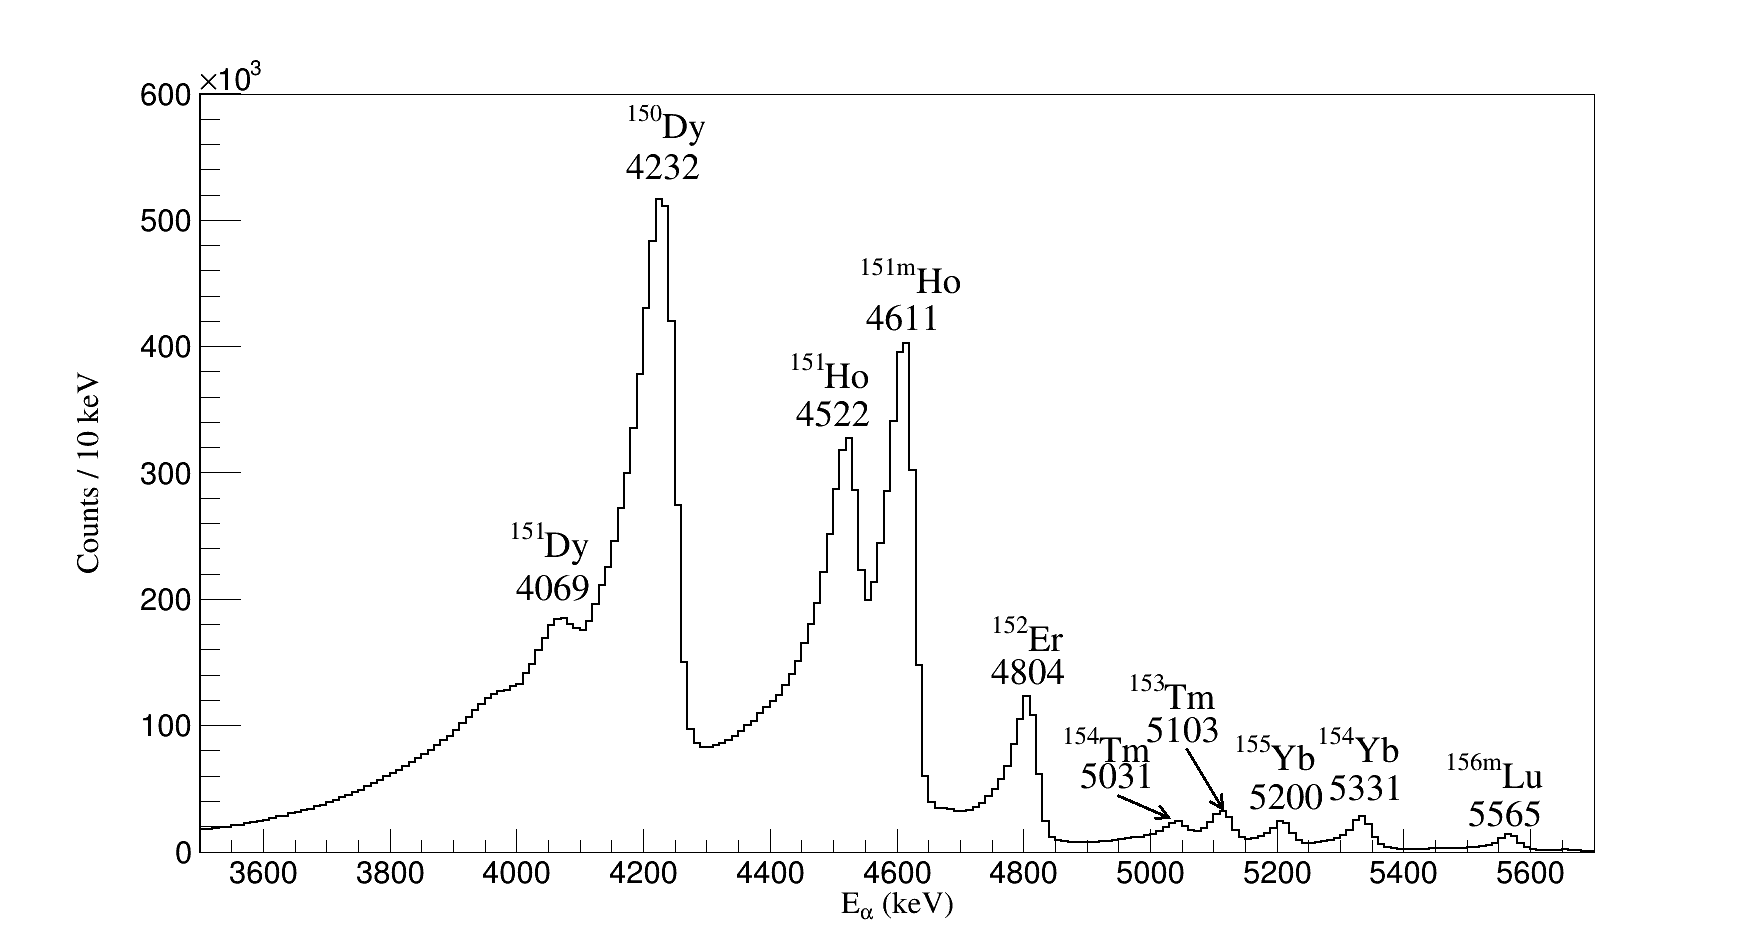 ×10³
600
500
400
300
200
100
0
Counts / 10 keV
¹⁵⁰Dy
4232
¹⁵¹ᵐHo
4611
¹⁵¹Ho
4522
¹⁵¹Dy
4069
¹⁵²Er
4804
¹⁵³Tm
5103
¹⁵⁴Tm
5031
¹⁵⁵Yb
5200
¹⁵⁴Yb
5331
¹⁵⁶ᵐLu
5565
3600 3800 4000 4200 4400 4600 4800 5000 5200 5400 5600
Eα (keV)